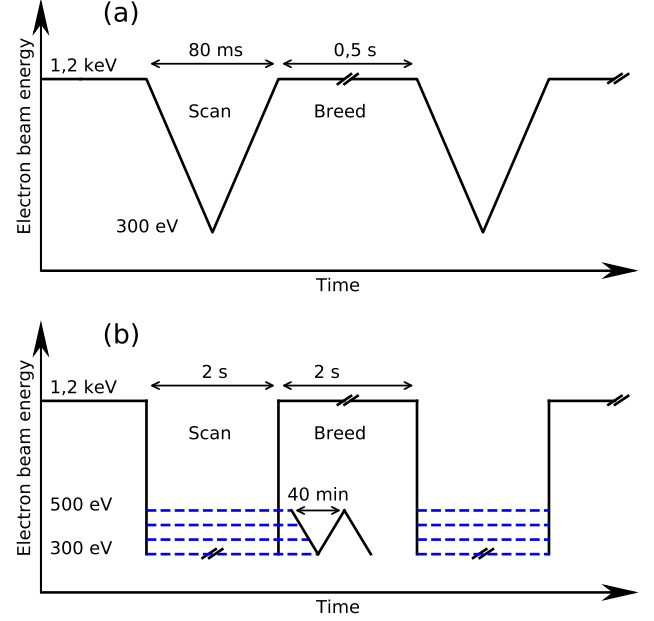 (a)
Electron beam energy
1,2 keV
80 ms
0,5 s
Scan
Breed
300 eV
Time
(b)
Electron beam energy
1,2 keV
2 s
2 s
Scan
Breed
500 eV
40 min
300 eV
Time